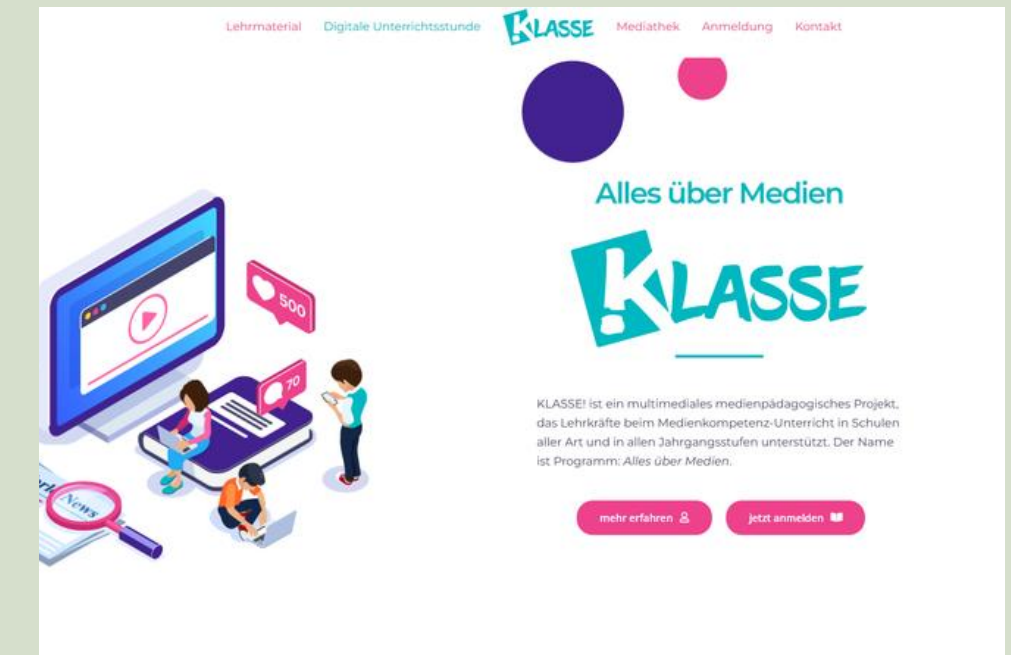 Lehrmaterial Digitale Unterrichtsstunde !KLASSE Mediathek Anmeldung Kontakt
Alles über Medien
!KLASSE
500
70
News
KLASSE! ist ein multimediales medienpädagogisches Projekt,
das Lehrkräfte beim Medienkompetenz-Unterricht in Schulen
aller Art und in allen Jahrgangsstufen unterstützt. Der Name
ist Programm: Alles über Medien.
mehr erfahren jetzt anmelden